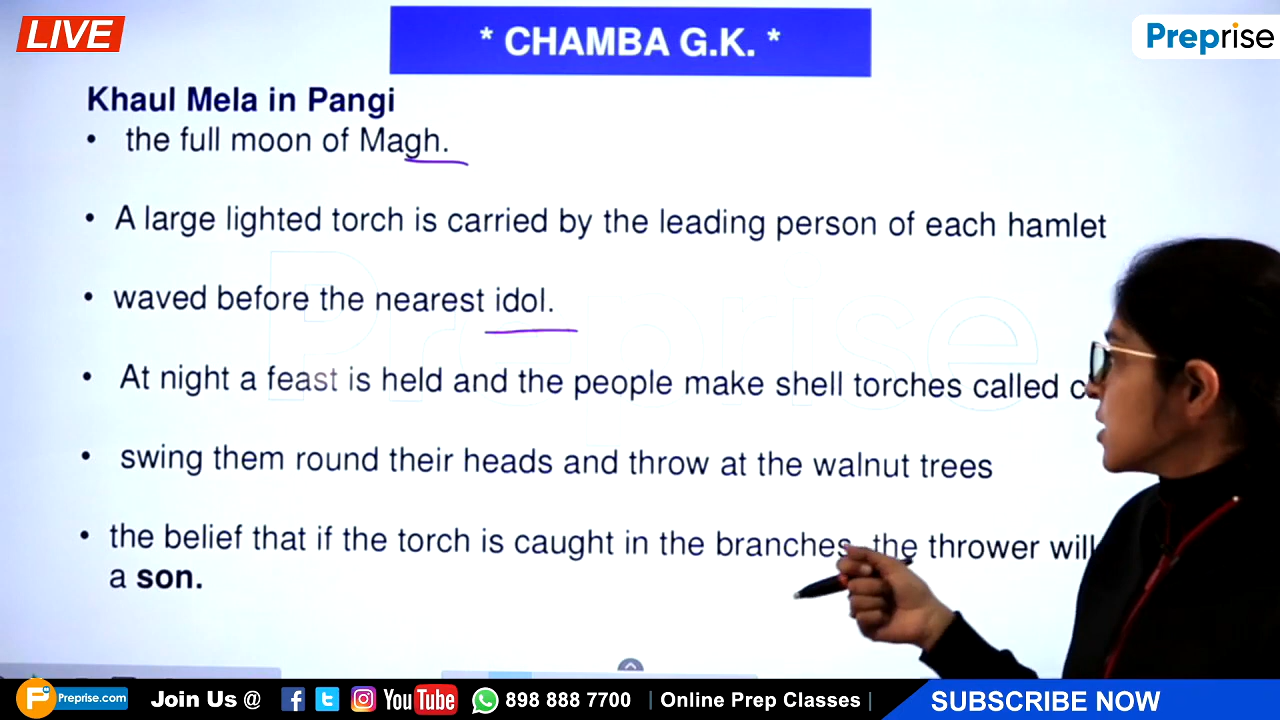 LIVE
* CHAMBA G.K. *
Preprise
Khaul Mela in Pangi
• the full moon of Magh.
• A large lighted torch is carried by the leading person of each hamlet
• waved before the nearest idol.
Preprise
• At night a feast is held and the people make shell torches called
• swing them round their heads and throw at the walnut trees
• the belief that if the torch is caught in the branches, the thrower will
a son.
P Preprise.com Join Us @ f YouTube 898 888 7700 | Online Prep Classes | SUBSCRIBE NOW